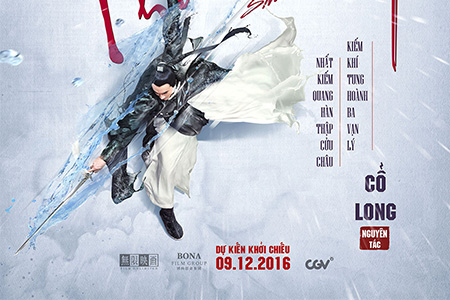 KIẾM
KHÍ
TUNG
HOÀNH
BA
VẠN
LÝ
NHẤT
KIẾM
QUANG
HÀN
THẬP
CỬU
CHÂU
CỔ
LONG
NGUYÊN
TÁC
BONA
FILM GROUP
DỰ KIẾN KHỞI CHIẾU
09.12.2016
CGV